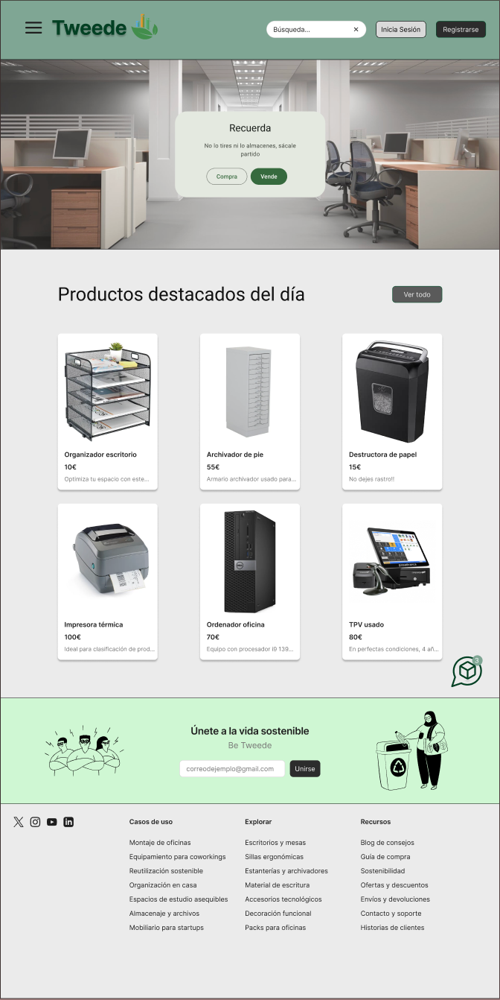 Tweede
Búsqueda...
Inicia Sesión
Registrarse
Recuerda
No lo tires ni lo almacenes, sácale
partido
Compra
Vende
Productos destacados del día
Ver todo
Organizador escritorio
10€
Optimiza tu espacio con este...
Archivador de pie
55€
Armario archivador usado para...
Destructora de papel
15€
No dejes rastro!!
Impresora térmica
100€
Ideal para clasificación de prod...
Ordenador oficina
70€
Equipo con procesador i9 139...
TPV usado
80€
En perfectas condiciones, 4 añ...
3
Únete a la vida sostenible
Be Tweede
correodejemplo@gmail.com
Unirse
Casos de uso
Montaje de oficinas
Equipamiento para coworkings
Reutilización sostenible
Organización en casa
Espacios de estudio asequibles
Almacenaje y archivos
Mobiliario para startups
Explorar
Escritorios y mesas
Sillas ergonómicas
Estanterías y archivadores
Material de escritura
Accesorios tecnológicos
Decoración funcional
Packs para oficinas
Recursos
Blog de consejos
Guía de compra
Sostenibilidad
Ofertas y descuentos
Envíos y devoluciones
Contacto y soporte
Historias de clientes